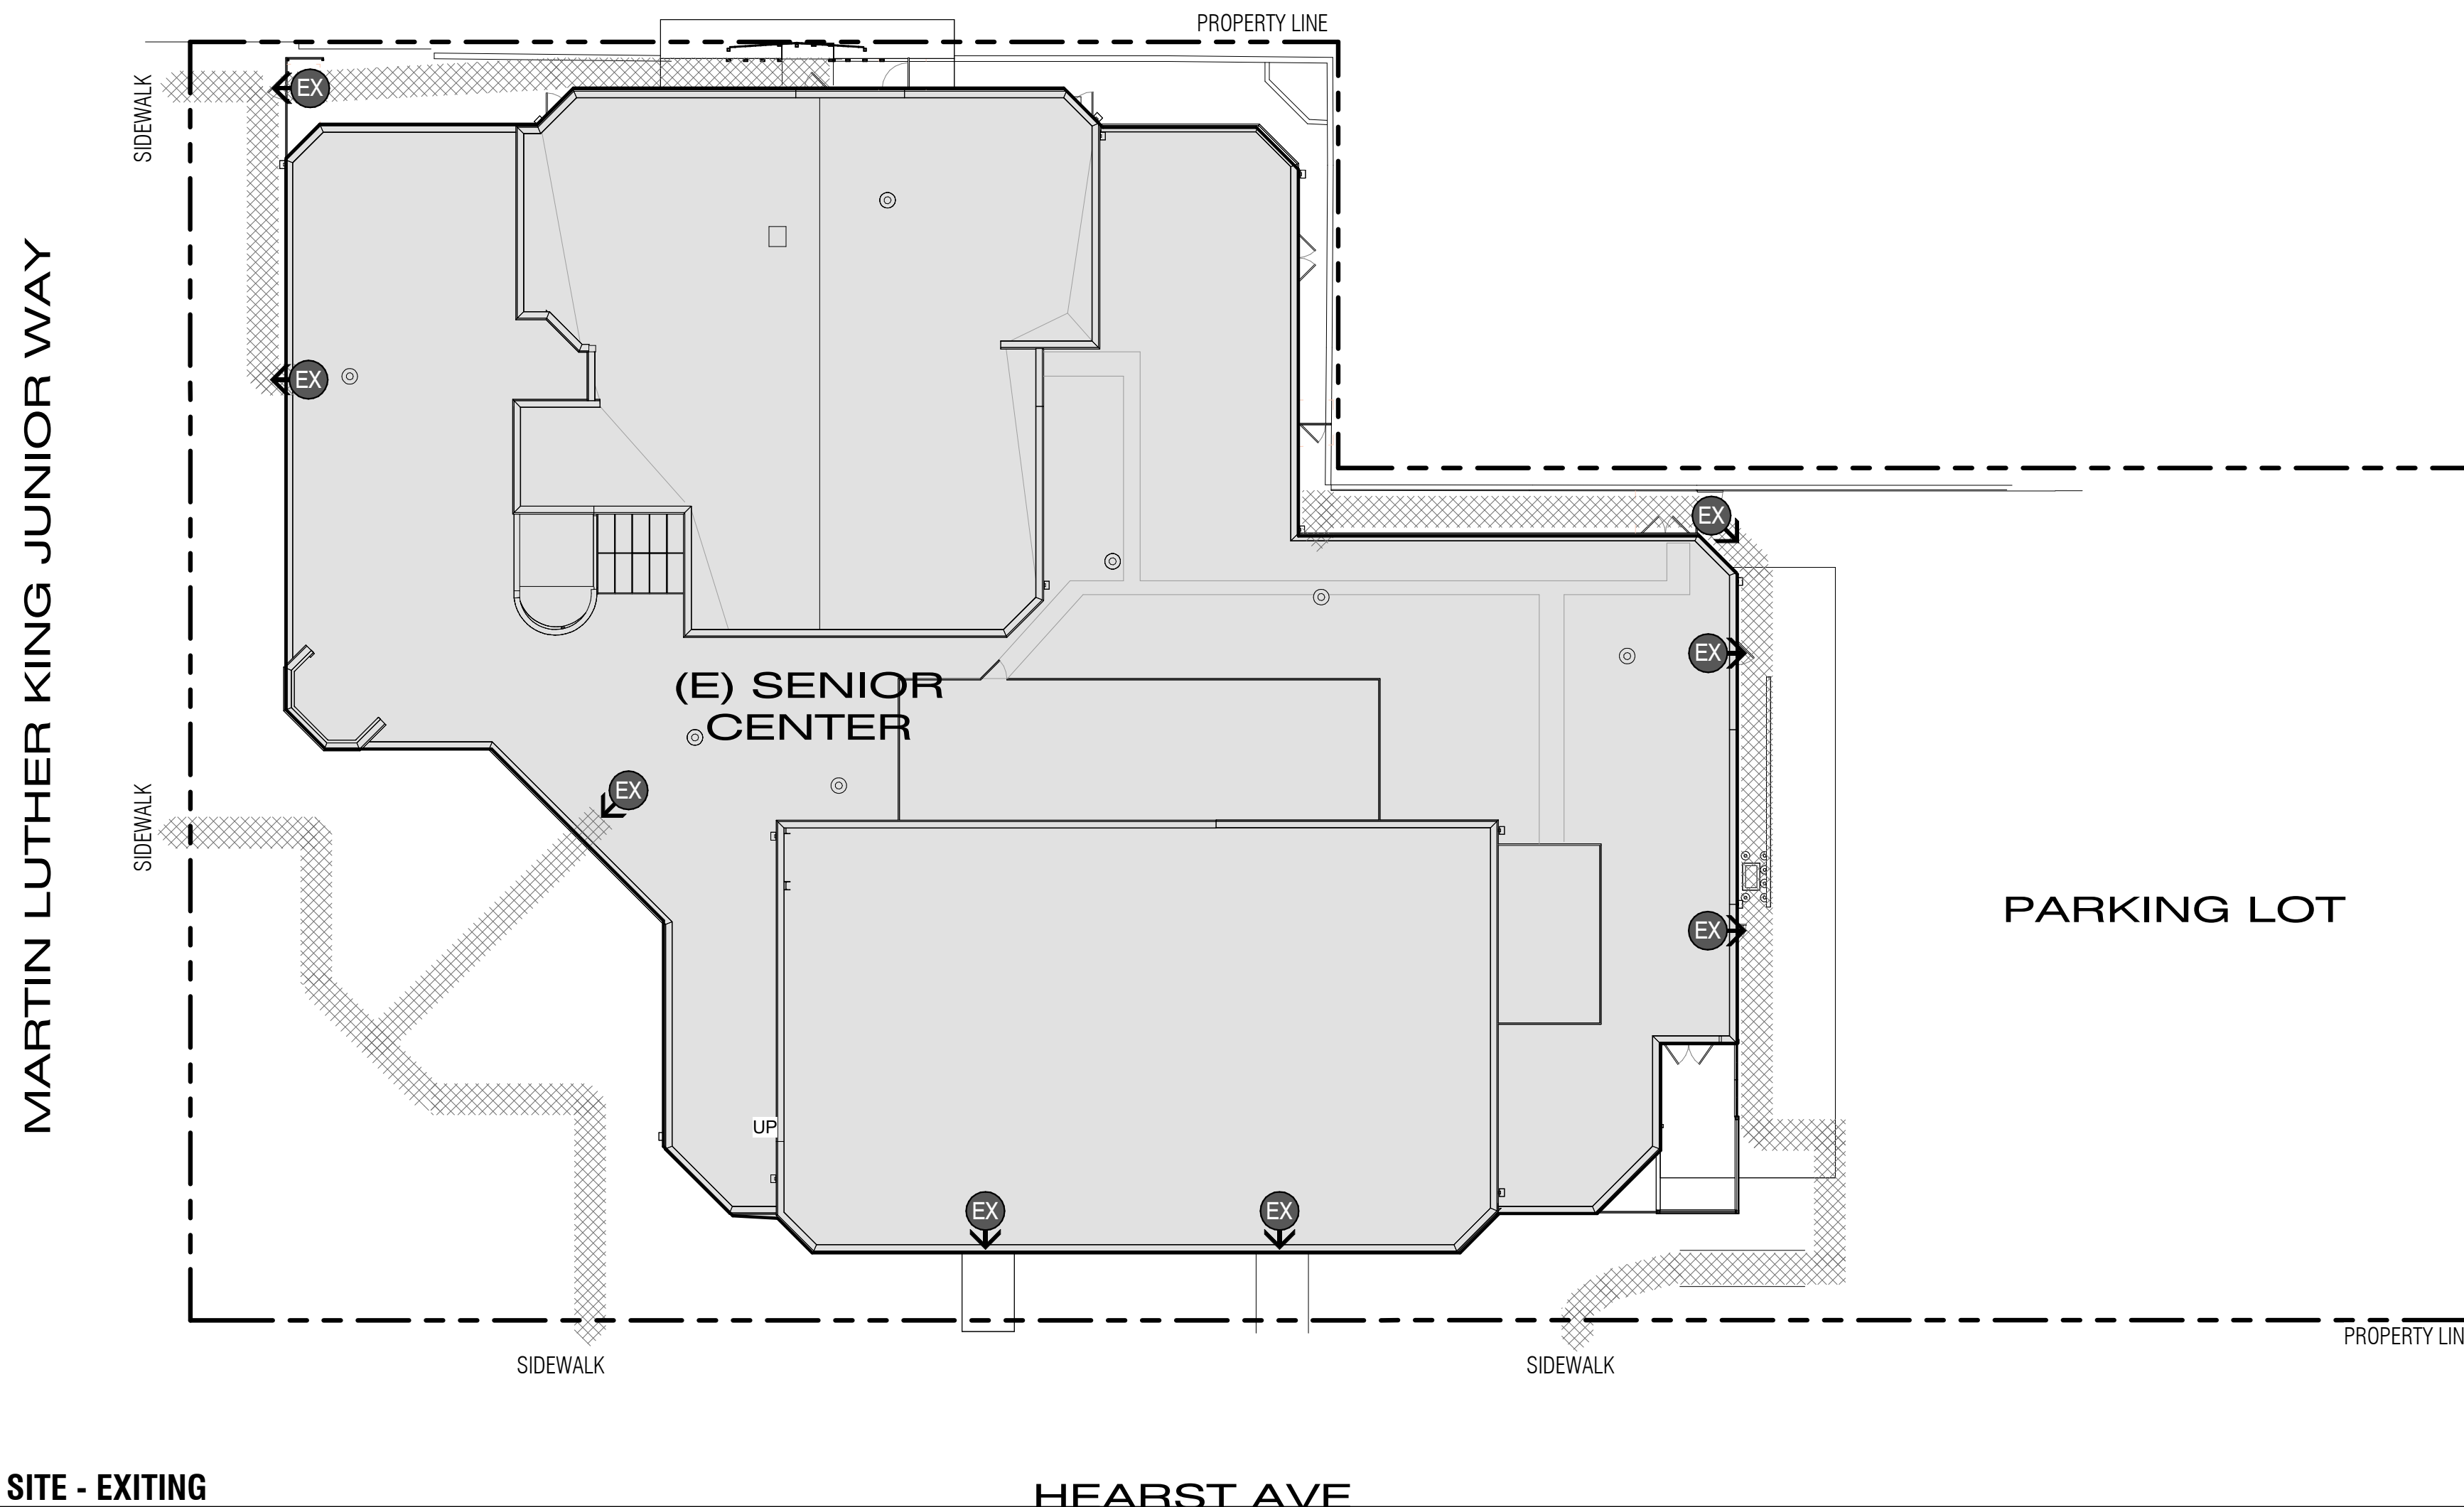 PROPERTY LINE
SIDEWALK
EX
EX
MARTIN LUTHER KING JUNIOR WAY
EX
EX
(E) SENIOR
CENTER
EX
SIDEWALK
EX
PARKING LOT
UP
EX
EX
PROPERTY LIN
SIDEWALK
SIDEWALK
SITE - EXITING
HEARST AVE